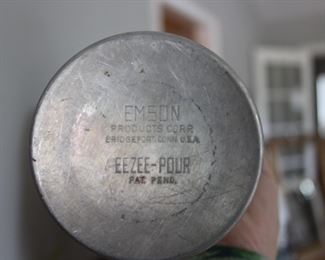 EMSON
PRODUCTS CORP.
BRIDGEPORT, CONN. U.S.A.
EEZEE-POUR
PAT. PEND.